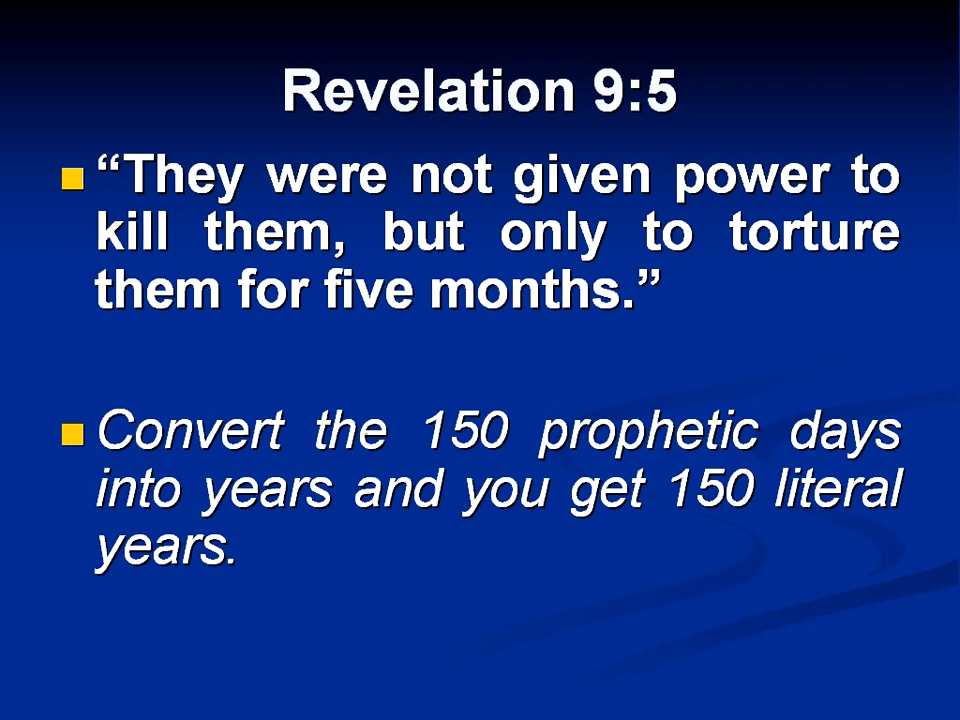 Revelation 9:5
“They were not given power to
kill them, but only to torture
them for five months.”
Convert the 150 prophetic days
into years and you get 150 literal
years.